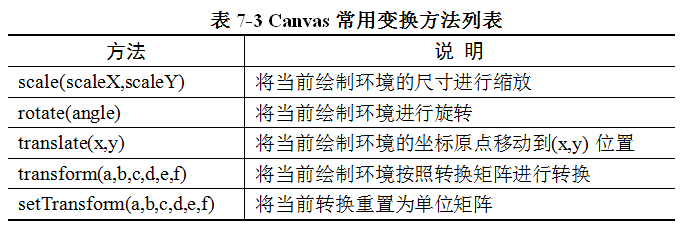 表 7-3 Canvas 常用变换方法列表
方法 说 明
scale(scaleX,scaleY) 将当前绘制环境的尺寸进行缩放
rotate(angle) 将当前绘制环境进行旋转
translate(x,y) 将当前绘制环境的坐标原点移动到(x,y) 位置
transform(a,b,c,d,e,f) 将当前绘制环境按照转换矩阵进行转换
setTransform(a,b,c,d,e,f) 将当前转换重置为单位矩阵